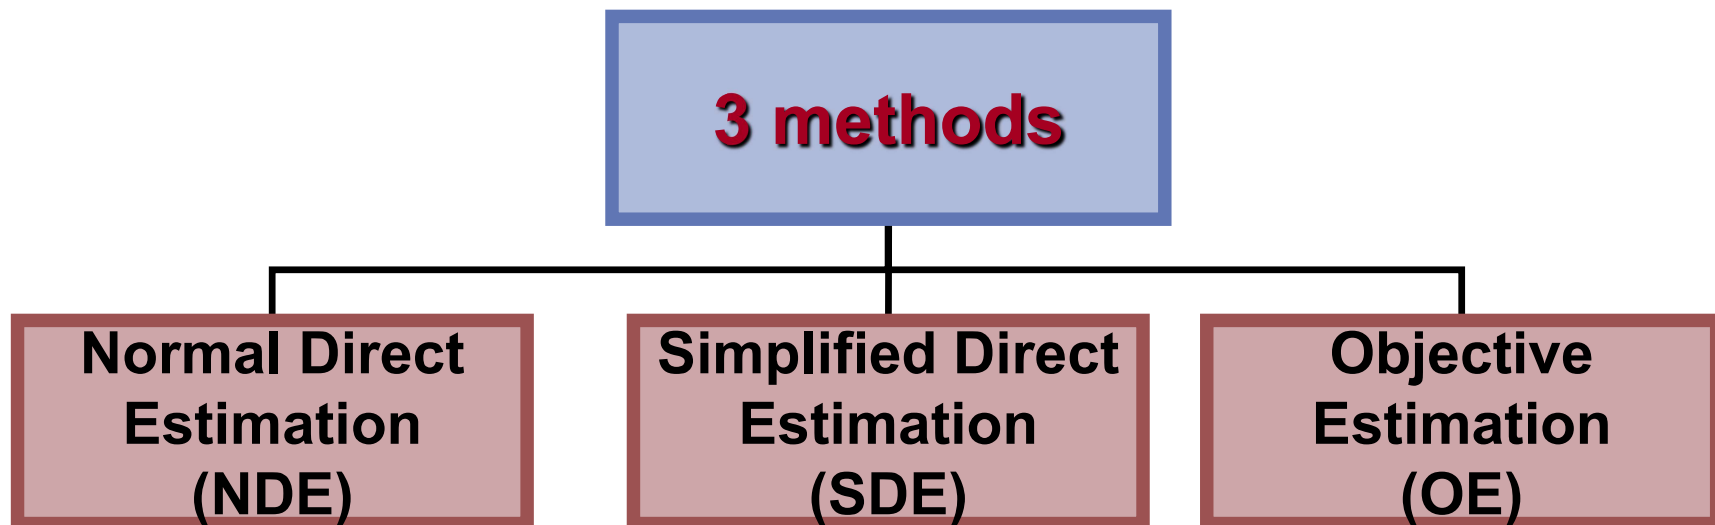 3 methods
Normal Direct
Estimation
(NDE)
Simplified Direct
Estimation
(SDE)
Objective
Estimation
(OE)